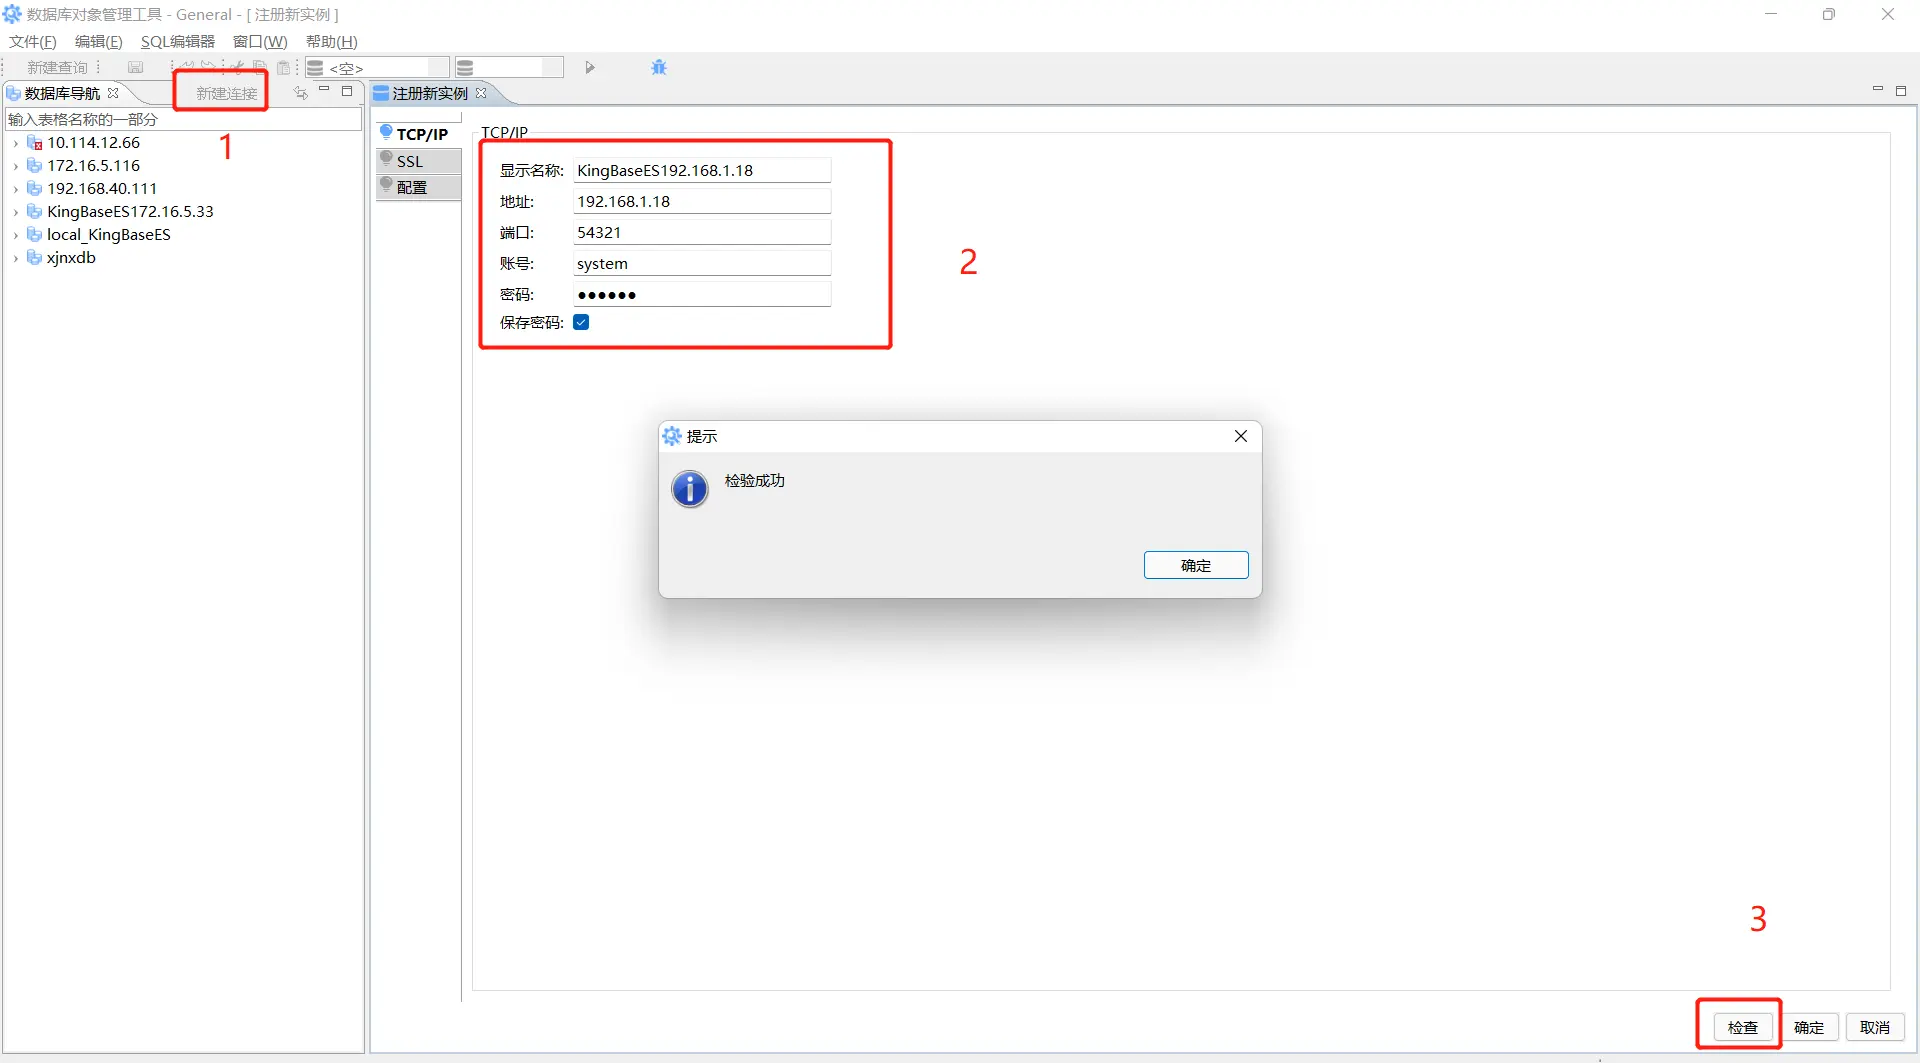 数据库对象管理工具 - General - [ 注册新实例 ]
文件(F) 编辑(E) SQL编辑器 窗口(W) 帮助(H)
新建查询 <空>
数据库导航 新建连接
输入表格名称的一部分
1
10.114.12.66
172.16.5.116
192.168.40.111
KingBaseES172.16.5.33
local_KingBaseES
xjnxdb
注册新实例
TCP/IP
SSL
配置
TCP/IP
显示名称: KingBaseES192.168.1.18
地址: 192.168.1.18
端口: 54321
账号: system
密码: ●●●●●●
保存密码:
2
提示
检验成功
确定
3
检查 确定 取消